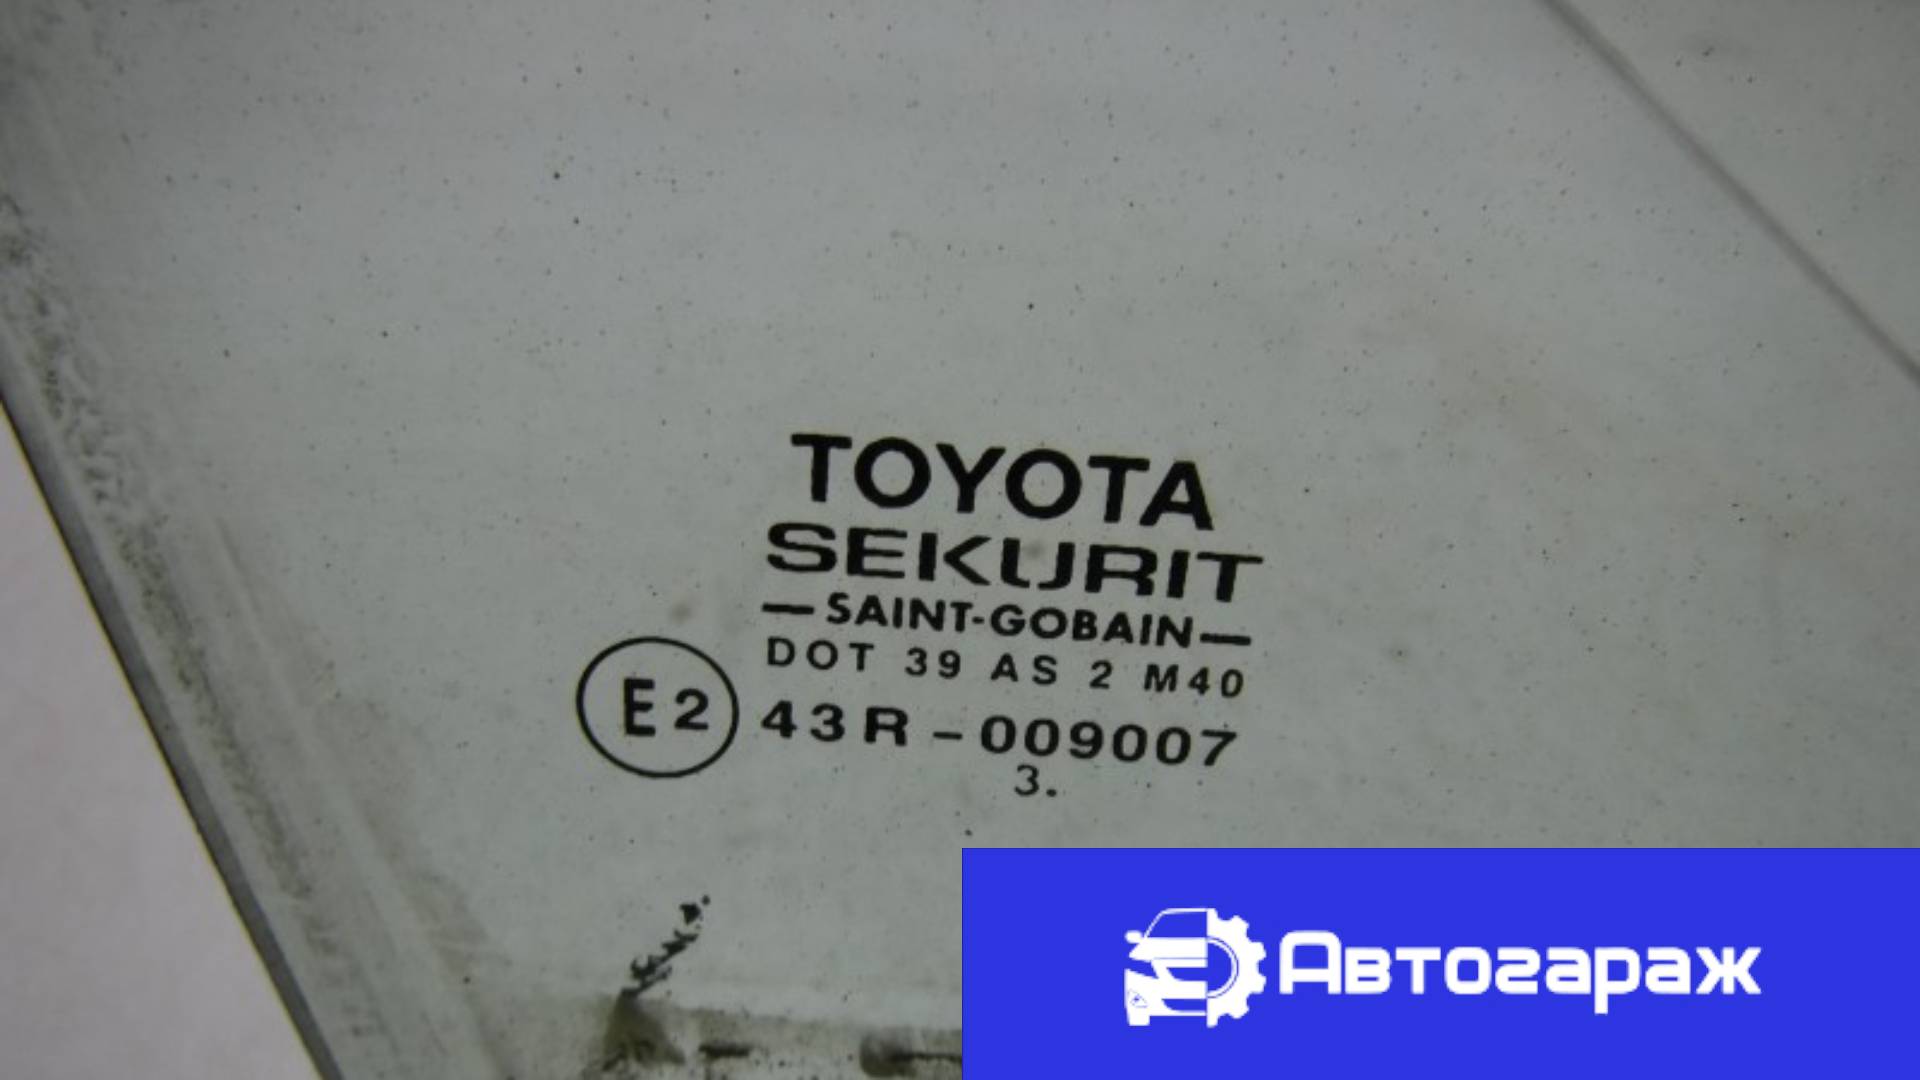 TOYOTA
SEKURIT
—SAINT-GOBAIN—
DOT 39 AS 2 M40
E2 43R-009007
3.
Автогараж